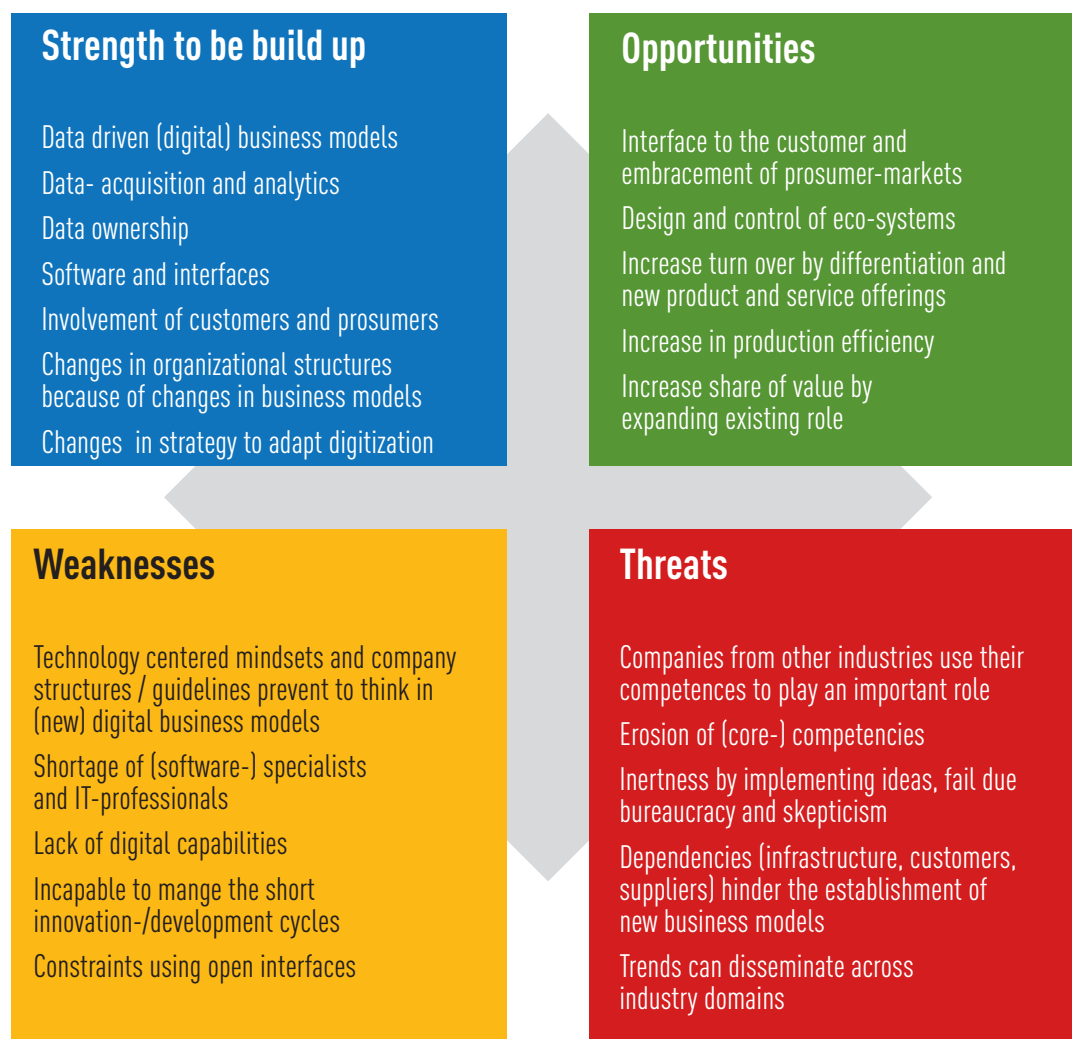 Strength to be build up
Data driven (digital) business models
Data- acquisition and analytics
Data ownership
Software and interfaces
Involvement of customers and prosumers
Changes in organizational structures
because of changes in business models
Changes in strategy to adapt digitization
Opportunities
Interface to the customer and
embracement of prosumer-markets
Design and control of eco-systems
Increase turn over by differentiation and
new product and service offerings
Increase in production efficiency
Increase share of value by
expanding existing role
Weaknesses
Technology centered mindsets and company
structures / guidelines prevent to think in
(new) digital business models
Shortage of (software-) specialists
and IT-professionals
Lack of digital capabilities
Incapable to mange the short
innovation-/development cycles
Constraints using open interfaces
Threats
Companies from other industries use their
competences to play an important role
Erosion of (core-) competencies
Inertness by implementing ideas, fail due
bureaucracy and skepticism
Dependencies (infrastructure, customers,
suppliers) hinder the establishment of
new business models
Trends can disseminate across
industry domains